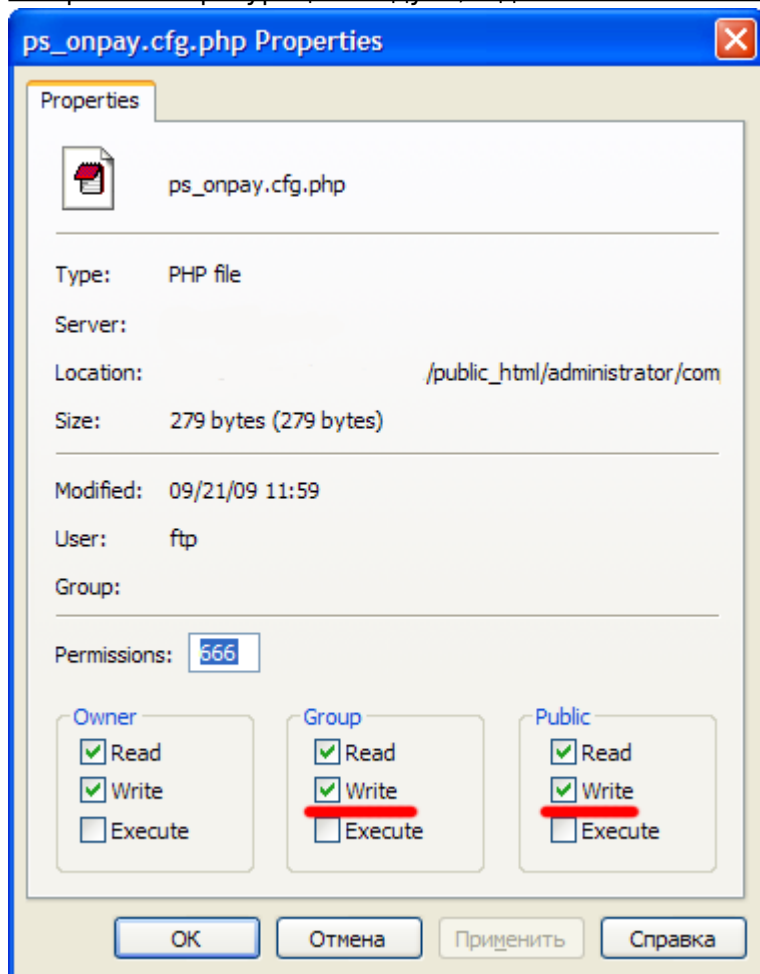 ps_onpay.cfg.php Properties
Properties
ps_onpay.cfg.php
Type: PHP file
Server:
Location: /public_html/administrator/com
Size: 279 bytes (279 bytes)
Modified: 09/21/09 11:59
User: ftp
Group:
Permissions: 666
Owner Group Public
Read Read Read
Write Write Write
Execute Execute Execute
OK Отмена Применить Справка